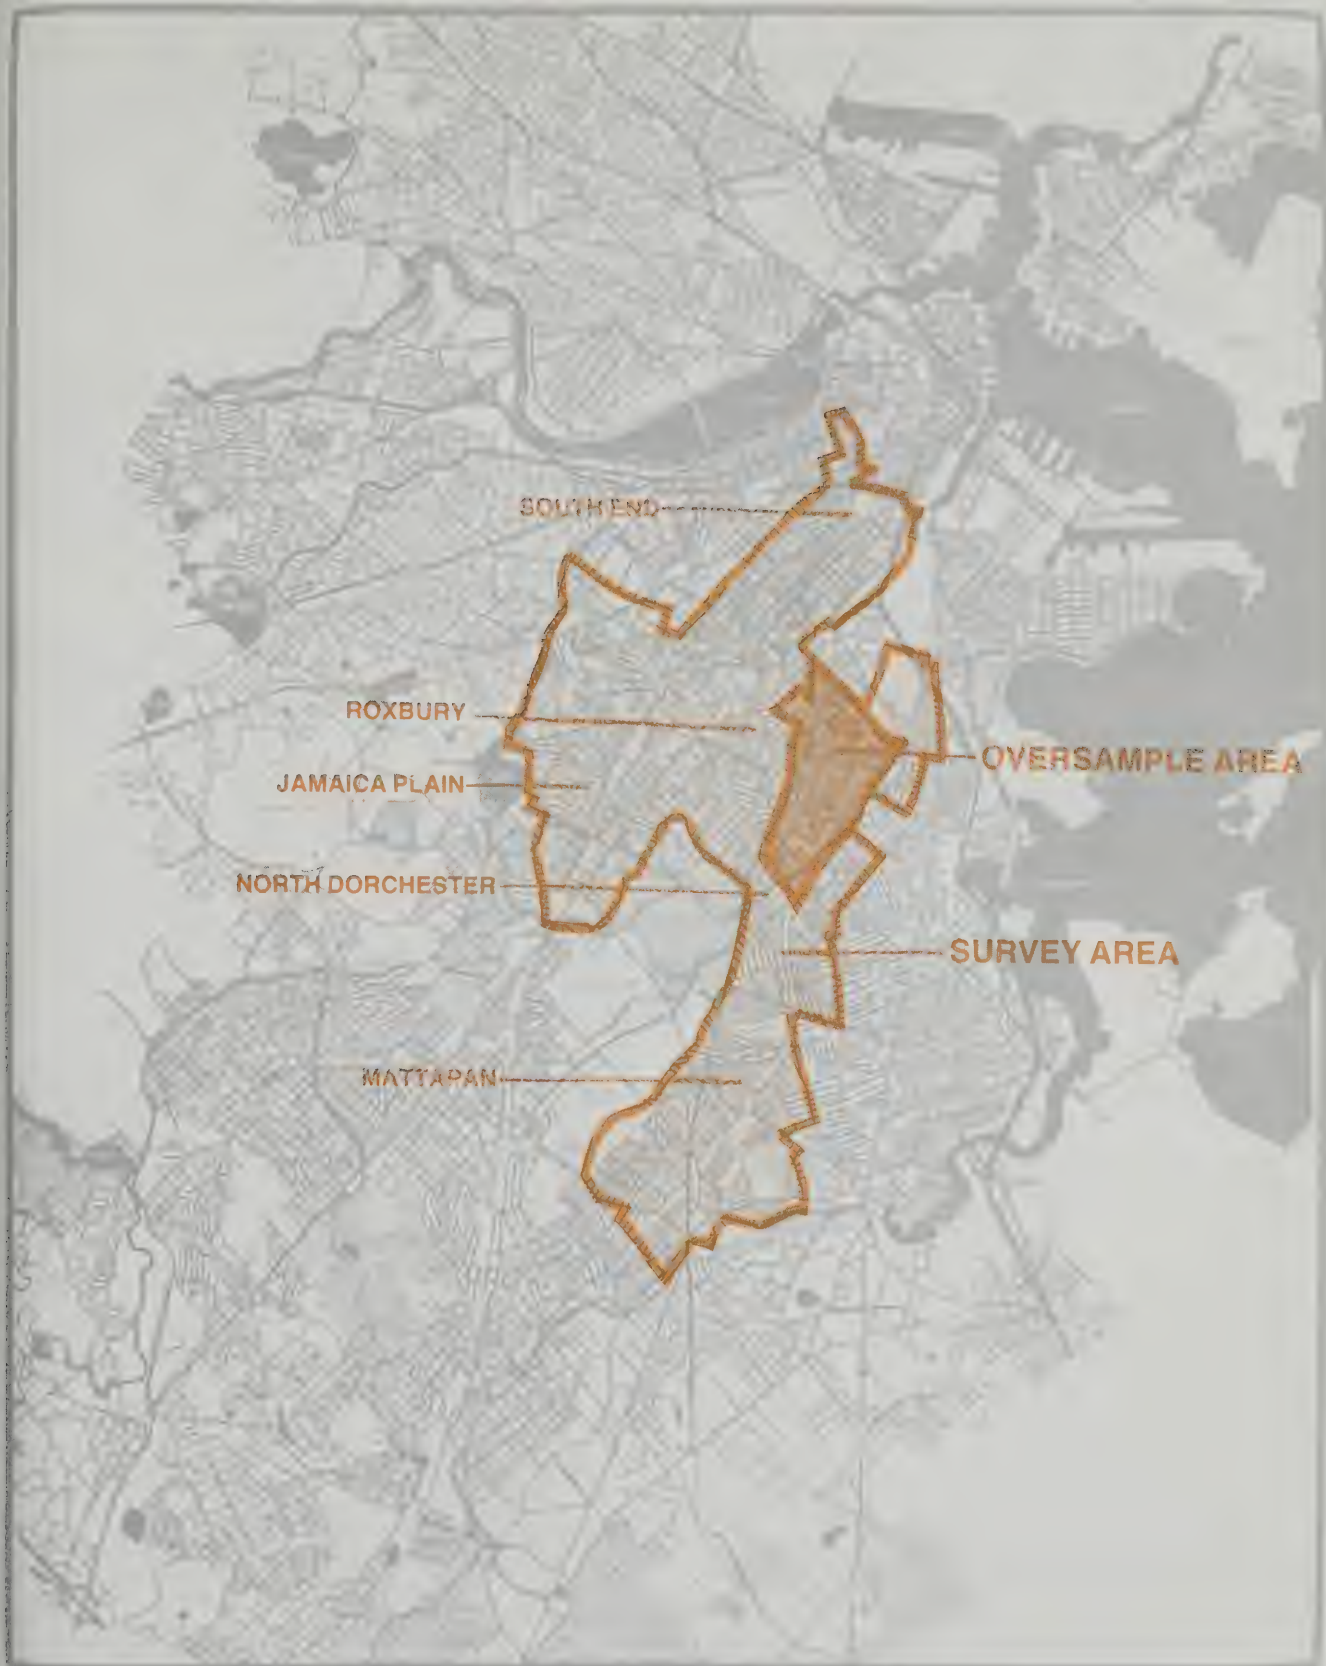 SOUTH END
ROXBURY
OVERSAMPLE AREA
JAMAICA PLAIN
NORTH DORCHESTER
SURVEY AREA
MATTAPAN